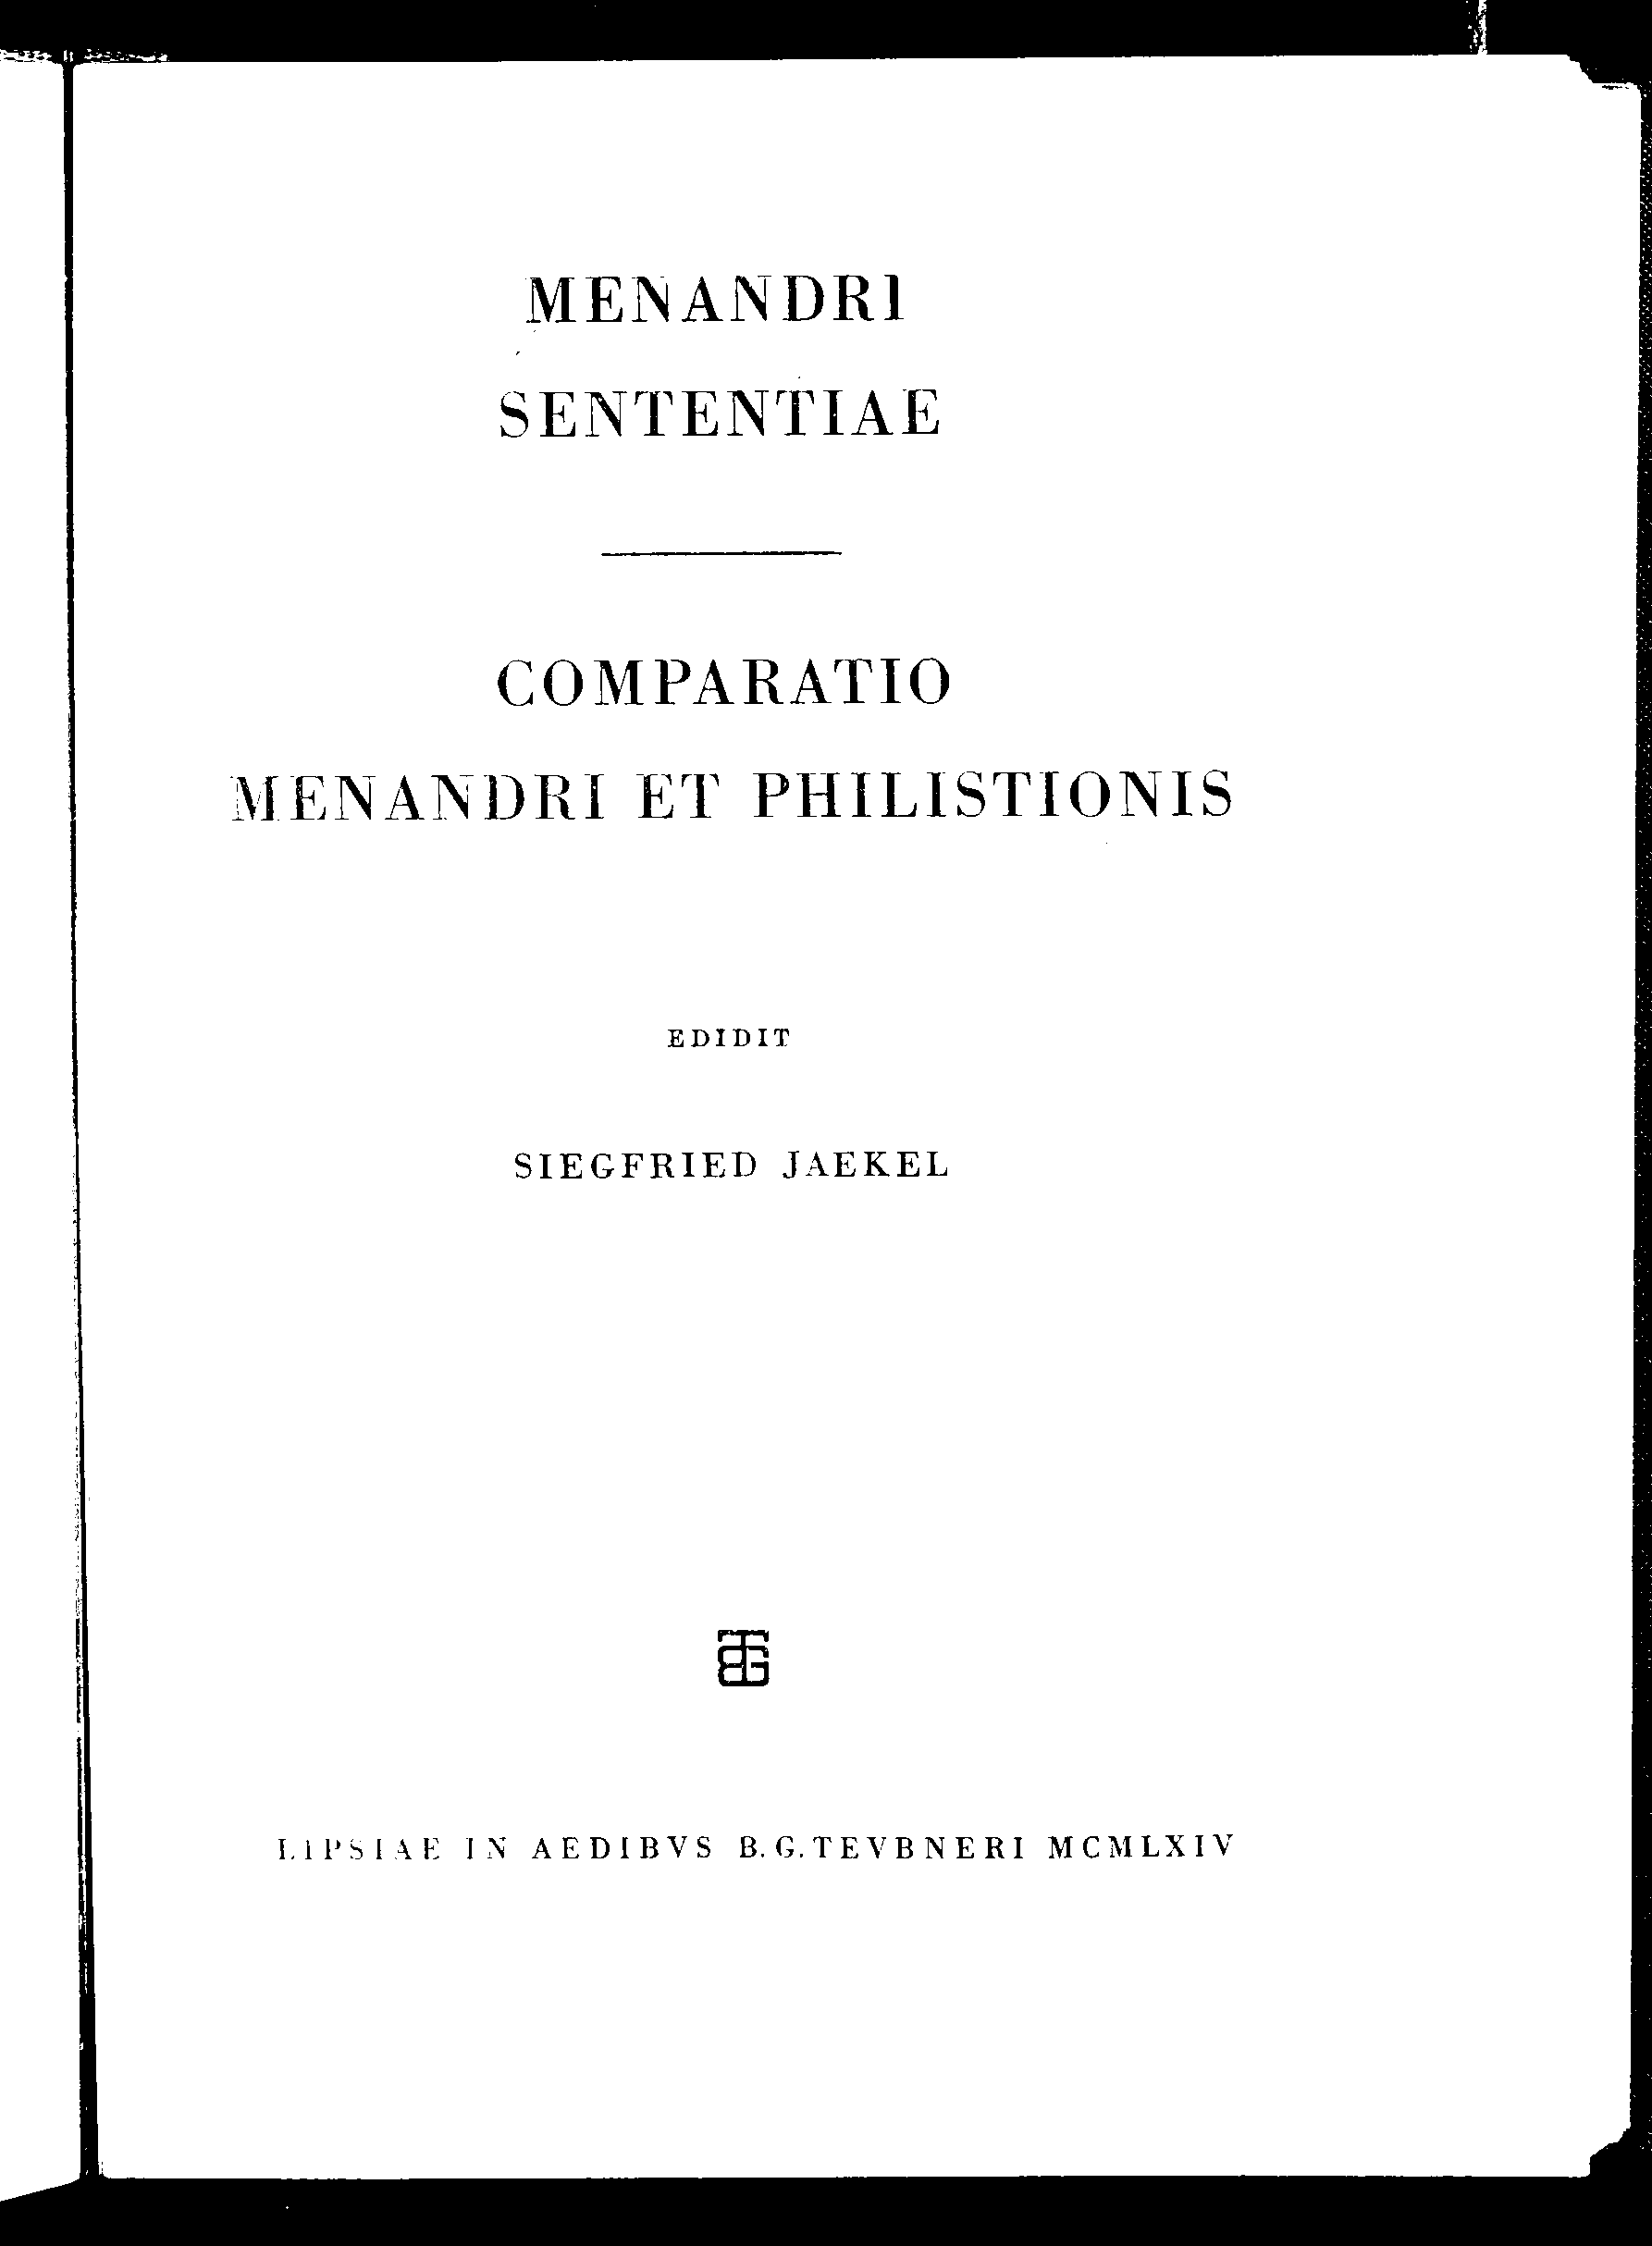 MENANDRI
SENTENTIAE
COMPARATIO
MENANDRI ET PHILISTIONIS
EDIDIT
SIEGFRIED JAEKEL
LIPSIAE IN AEDIBVS B.G.TEVBNERI MCMLXIV